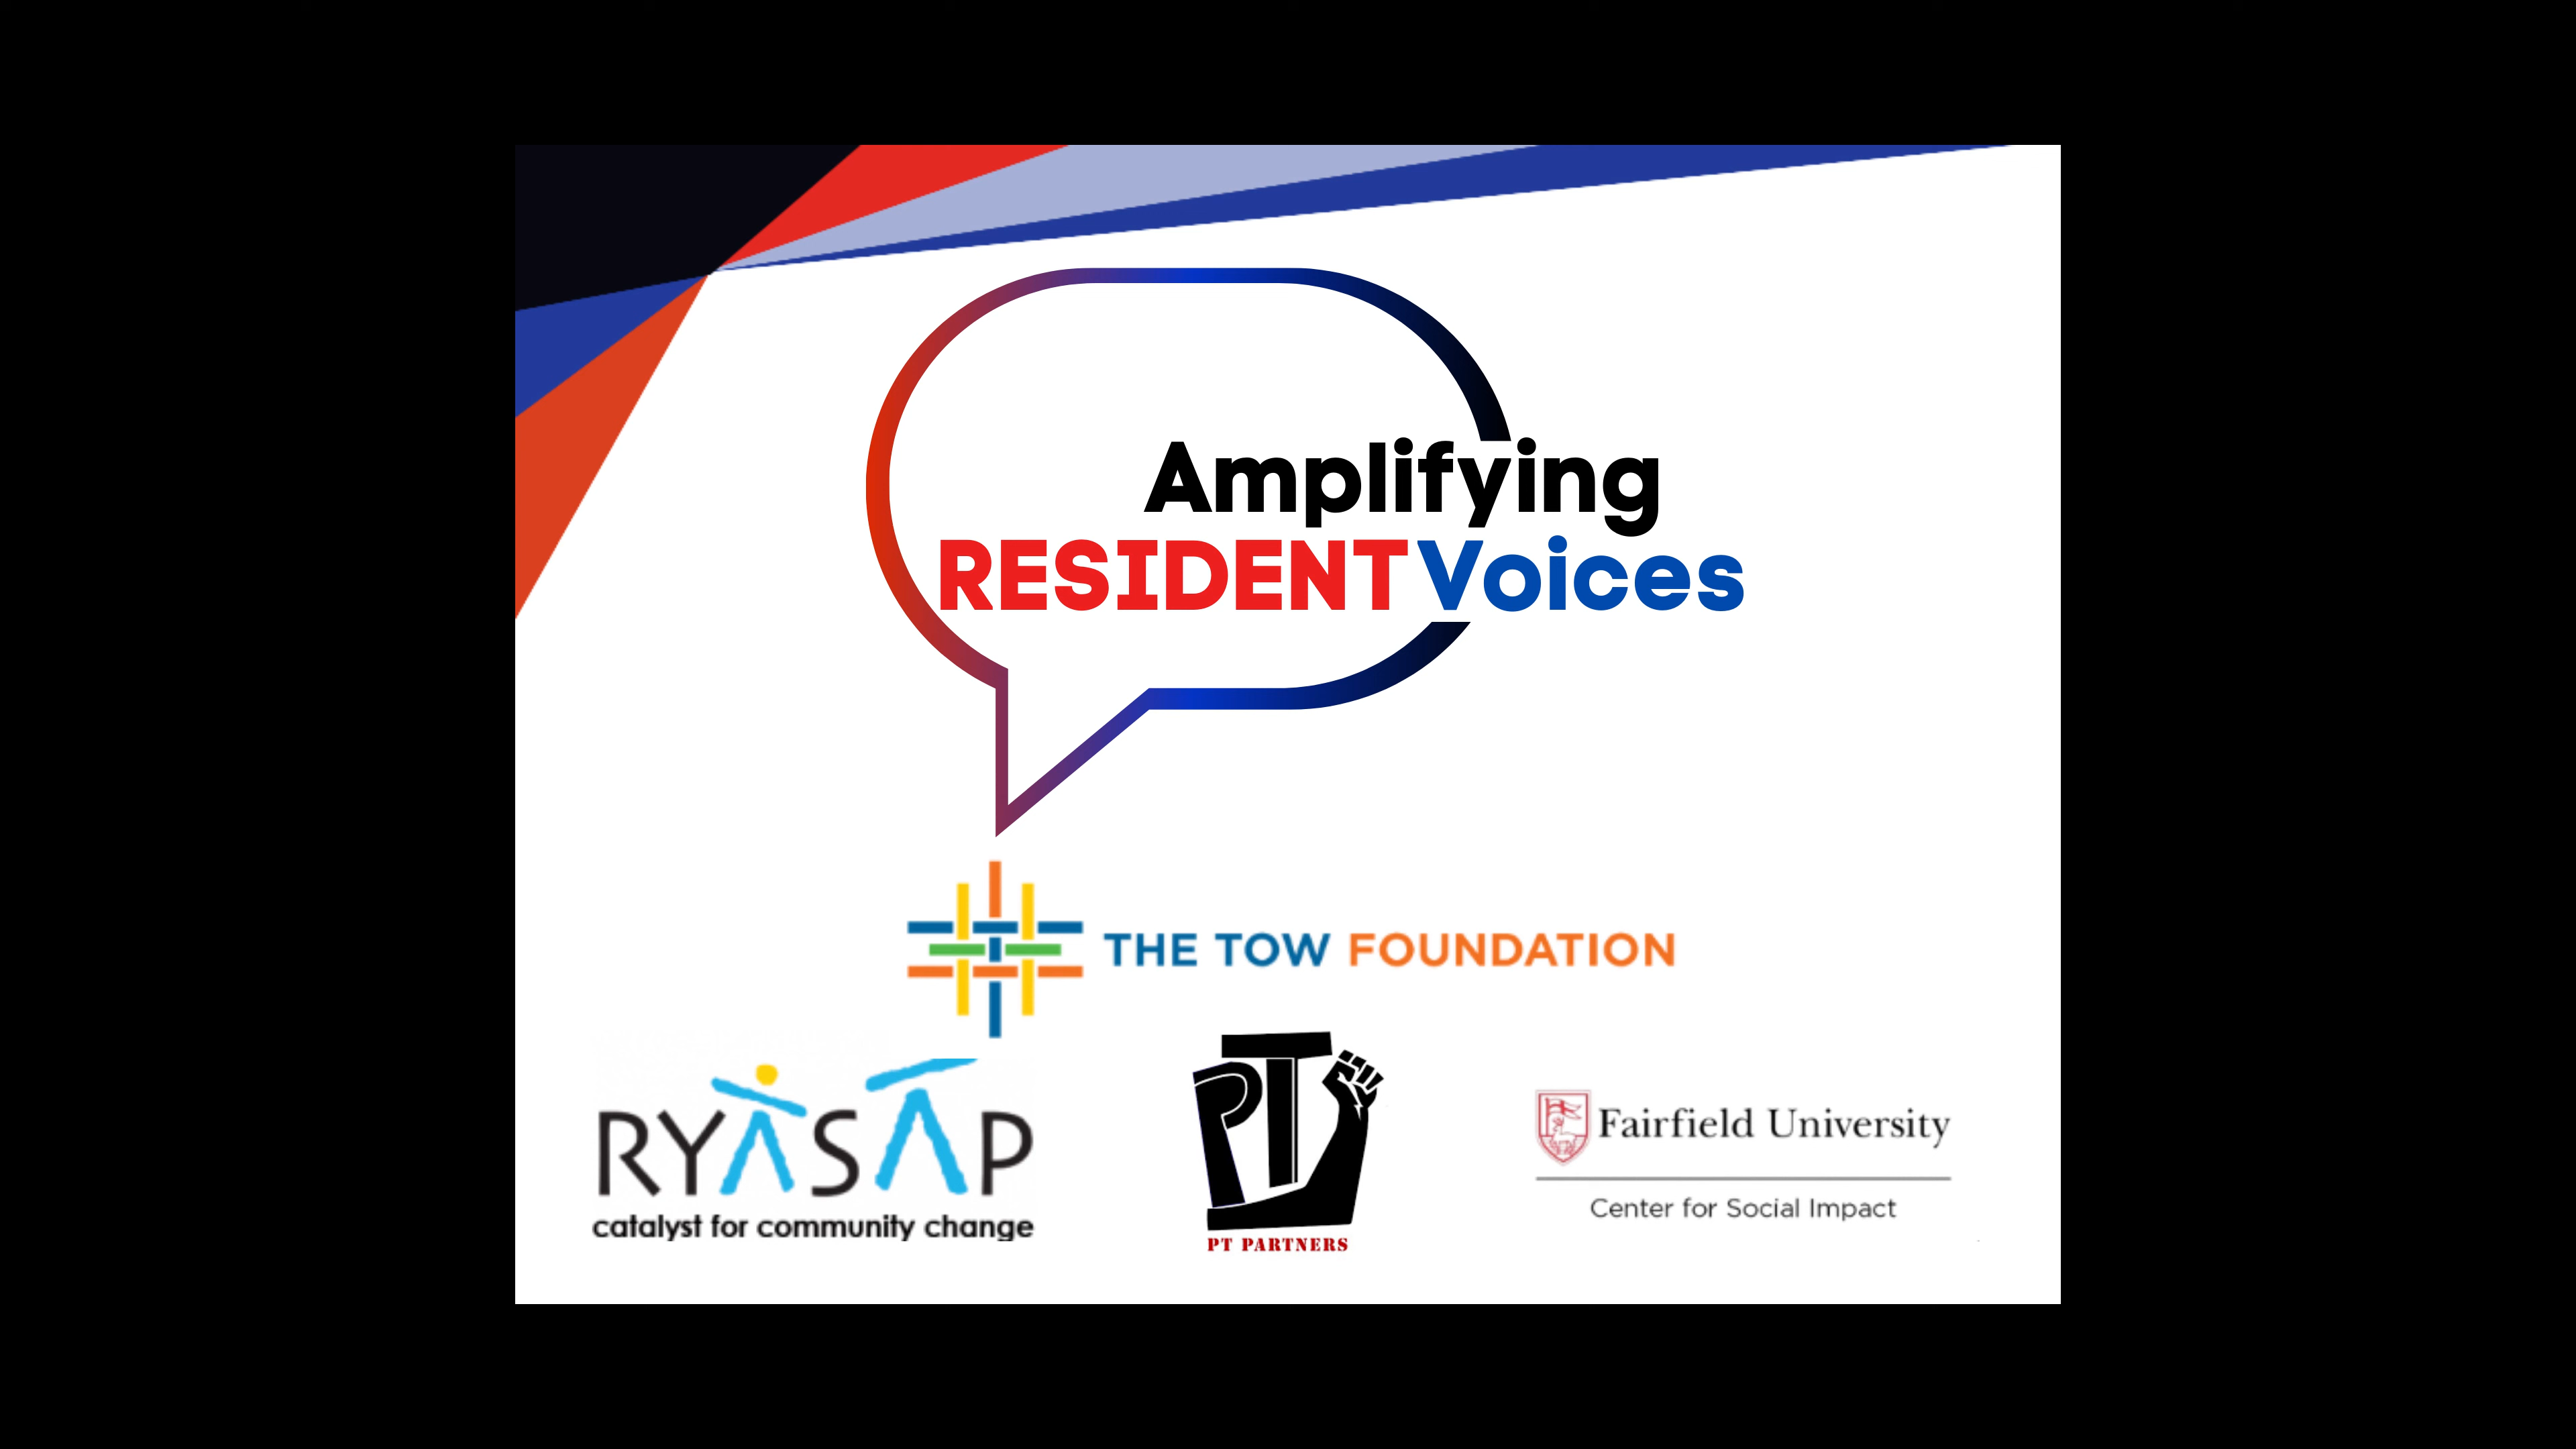 Amplifying
RESIDENT Voices
THE TOW FOUNDATION
RYASAP
catalyst for community change
PT
PT PARTNERS
Fairfield University
Center for Social Impact